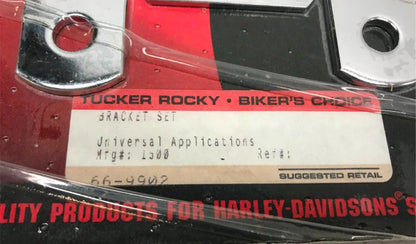 TUCKER ROCKY • BIKER'S CHOICE
BRACKET SET
Universal Applications
Mfg#: 1500 Ref#:
66-9902
SUGGESTED RETAIL
LITY PRODUCTS FOR HARLEY-DAVIDSONS® S